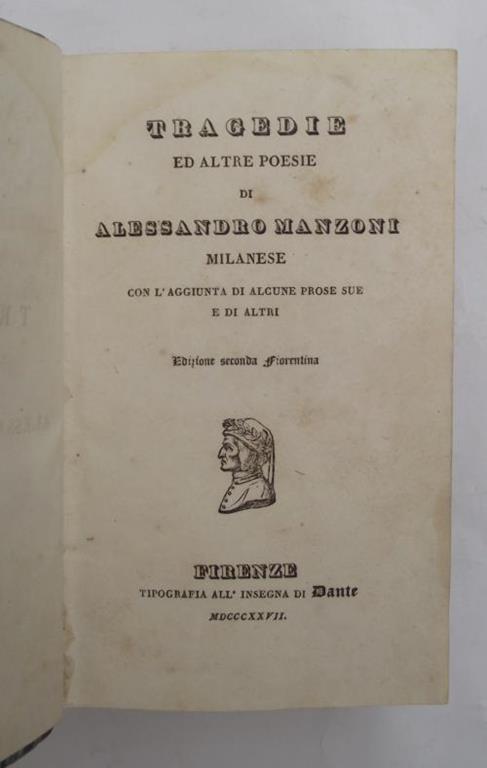 TRAGEDIE
ED ALTRE POESIE
DI
ALESSANDRO MANZONI
MILANESE
CON L'AGGIUNTA DI ALCUNE PROSE SUE
E DI ALTRI
Edizione seconda Fiorentina
FIRENZE
TIPOGRAFIA ALL' INSEGNA DI Dante
MDCCCXXVII.